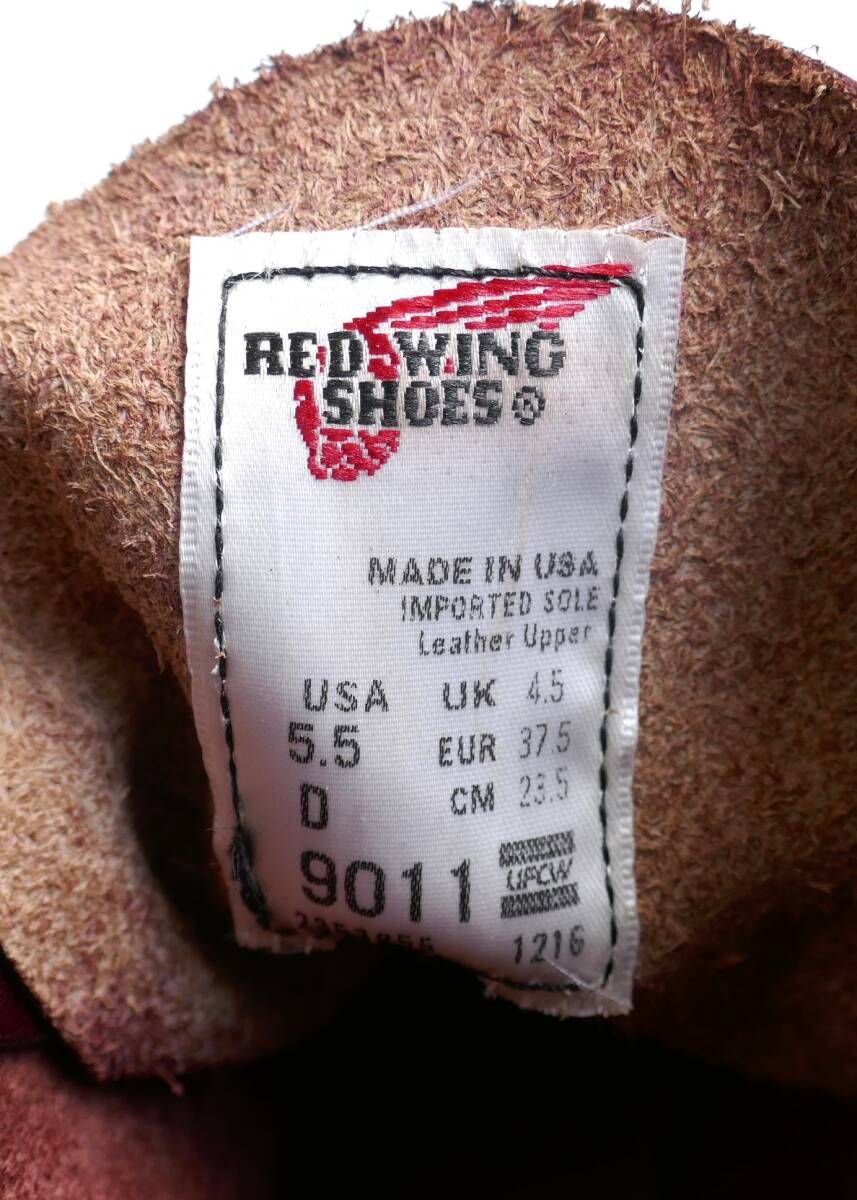 RED WING
SHOES ®
MADE IN USA
IMPORTED SOLE
Leather Upper
USA UK 4.5
5.5 EUR 37.5
D CM 23.5
9011 UFCW
1216